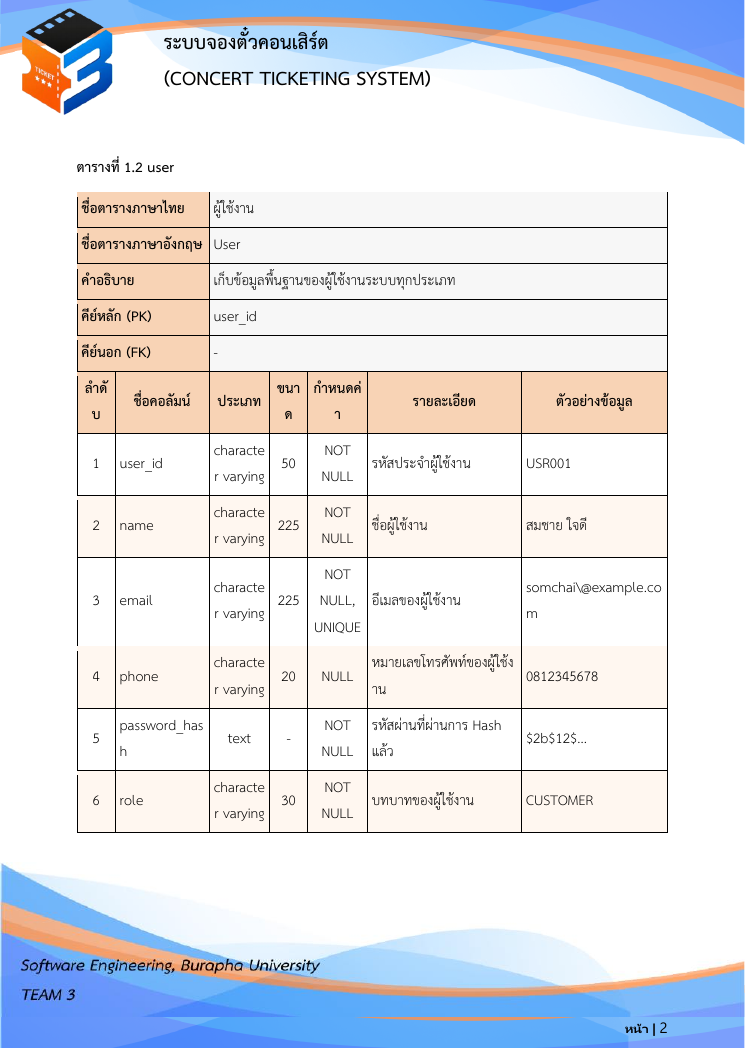 ระบบจองตั๋วคอนเสิร์ต
(CONCERT TICKETING SYSTEM)
TICKET
ตารางที่ 1.2 user
ชื่อตารางภาษาไทย ผู้ใช้งาน
ชื่อตารางภาษาอังกฤษ User
คำอธิบาย เก็บข้อมูลพื้นฐานของผู้ใช้งานระบบทุกประเภท
คีย์หลัก (PK) user_id
คีย์นอก (FK) -
ลำดั
บ
ชื่อคอลัมน์
ประเภท
ขนา
ด
กำหนดค่
า
รายละเอียด
ตัวอย่างข้อมูล
1
user_id
characte
r varying
50
NOT
NULL
รหัสประจำผู้ใช้งาน
USR001
2
name
characte
r varying
225
NOT
NULL
ชื่อผู้ใช้งาน
สมชาย ใจดี
3
email
characte
r varying
225
NOT
NULL,
UNIQUE
อีเมลของผู้ใช้งาน
somchai\@example.co
m
4
phone
characte
r varying
20
NULL
หมายเลขโทรศัพท์ของผู้ใช้ง
าน
0812345678
5
password_has
h
text
-
NOT
NULL
รหัสผ่านที่ผ่านการ Hash
แล้ว
$2b$12$...
6
role
characte
r varying
30
NOT
NULL
บทบาทของผู้ใช้งาน
CUSTOMER
Software Engineering, Burapha University
TEAM 3
หน้า | 2